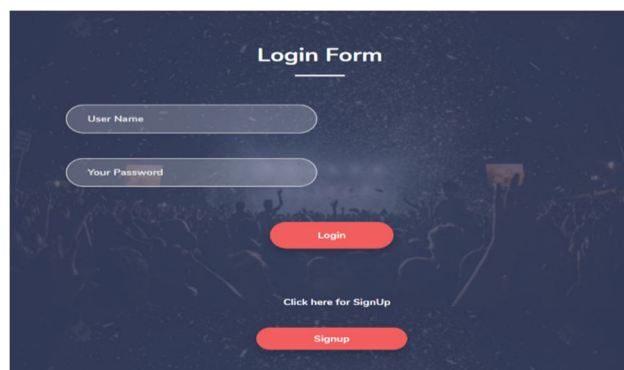 Login Form
User Name
Your Password
Login
Click here for SignUp
Signup